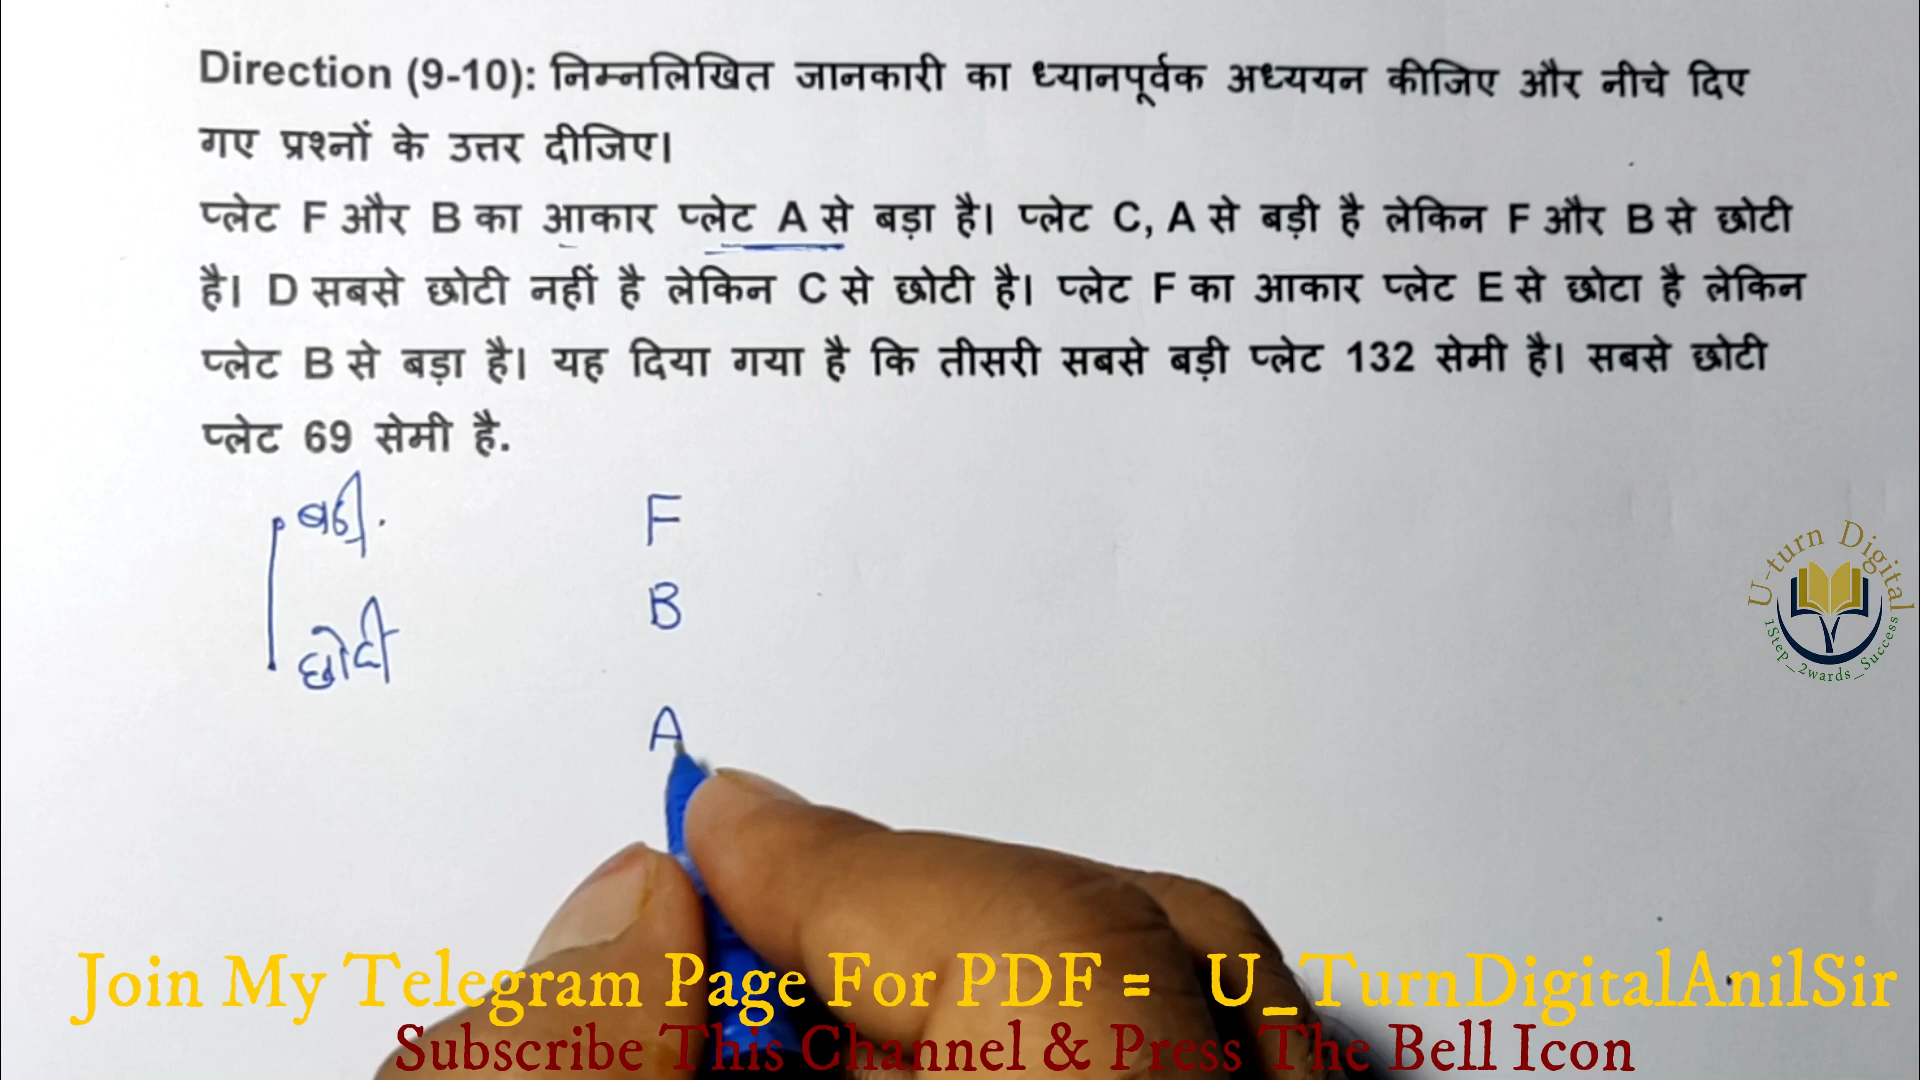 Direction (9-10): निम्नलिखित जानकारी का ध्यानपूर्वक अध्ययन कीजिए और नीचे दिए
गए प्रश्नों के उत्तर दीजिए।
प्लेट F और B का आकार प्लेट A से बड़ा है। प्लेट C, A से बड़ी है लेकिन F और B से छोटी
है। D सबसे छोटी नहीं है लेकिन C से छोटी है। प्लेट F का आकार प्लेट E से छोटा है लेकिन
प्लेट B से बड़ा है। यह दिया गया है कि तीसरी सबसे बड़ी प्लेट 132 सेमी है। सबसे छोटी
प्लेट 69 सेमी है.
बड़ी.
छोटी
F
B
A
U-turn Digital
1Step_2wards_Success
Join My Telegram Page For PDF = U_TurnDigitalAnilSir
Subscribe This Channel & Press The Bell Icon